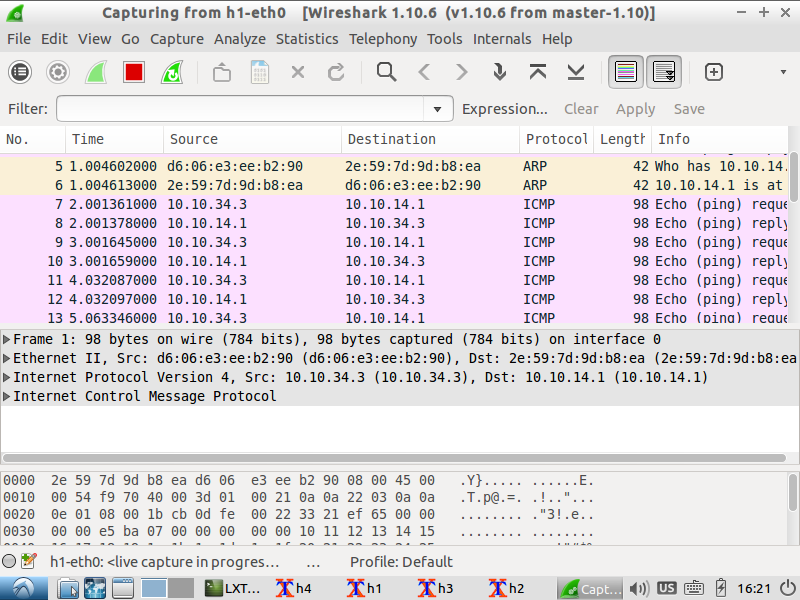 Capturing from h1-eth0 [Wireshark 1.10.6 (v1.10.6 from master-1.10)]
File Edit View Go Capture Analyze Statistics Telephony Tools Internals Help
Filter: Expression... Clear Apply Save
No. Time Source Destination Protocol Length Info
5 1.004602000 d6:06:e3:ee:b2:90 2e:59:7d:9d:b8:ea ARP 42 Who has 10.10.14.
6 1.004613000 2e:59:7d:9d:b8:ea d6:06:e3:ee:b2:90 ARP 42 10.10.14.1 is at
7 2.001361000 10.10.34.3 10.10.14.1 ICMP 98 Echo (ping) reque
8 2.001378000 10.10.14.1 10.10.34.3 ICMP 98 Echo (ping) reply
9 3.001645000 10.10.34.3 10.10.14.1 ICMP 98 Echo (ping) reque
10 3.001659000 10.10.14.1 10.10.34.3 ICMP 98 Echo (ping) reply
11 4.032087000 10.10.34.3 10.10.14.1 ICMP 98 Echo (ping) reque
12 4.032097000 10.10.14.1 10.10.34.3 ICMP 98 Echo (ping) reply
13 5.063346000 10.10.34.3 10.10.14.1 ICMP 98 Echo (ping) reque
Frame 1: 98 bytes on wire (784 bits), 98 bytes captured (784 bits) on interface 0
Ethernet II, Src: d6:06:e3:ee:b2:90 (d6:06:e3:ee:b2:90), Dst: 2e:59:7d:9d:b8:ea (2e:59:7d:9d:b8:ea
Internet Protocol Version 4, Src: 10.10.34.3 (10.10.34.3), Dst: 10.10.14.1 (10.10.14.1)
Internet Control Message Protocol
0000 2e 59 7d 9d b8 ea d6 06 e3 ee b2 90 08 00 45 00 .Y}..... ......E.
0010 00 54 f9 70 40 00 3d 01 00 21 0a 0a 22 03 0a 0a .T.p@.=. .!.."...
0020 0e 01 08 00 1b cb 0d fe 00 22 33 21 ef 65 00 00 ........ ."3!.e..
0030 00 00 e5 ba 07 00 00 00 00 00 10 11 12 13 14 15 ........ ........
h1-eth0: <live capture in progres... ... Profile: Default
LXT... h4 h1 h3 h2 Capt... US 16:21